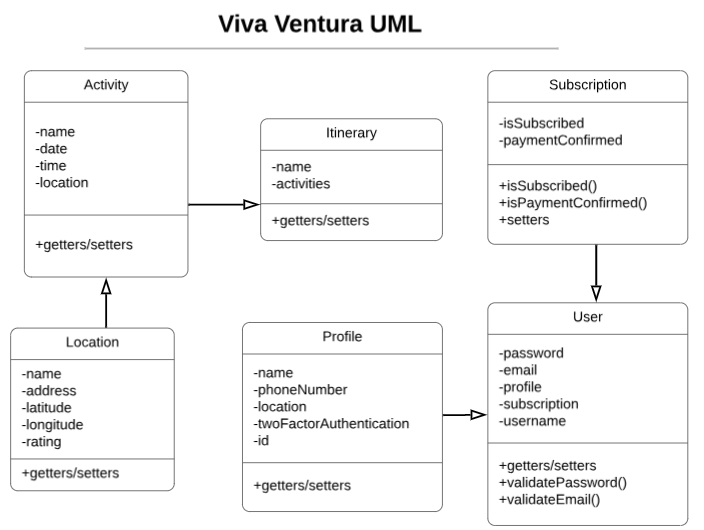 Viva Ventura UML
Activity
-name
-date
-time
-location
+getters/setters
Itinerary
-name
-activities
+getters/setters
Subscription
-isSubscribed
-paymentConfirmed
+isSubscribed()
+isPaymentConfirmed()
+setters
Location
-name
-address
-latitude
-longitude
-rating
+getters/setters
Profile
-name
-phoneNumber
-location
-twoFactorAuthentication
-id
+getters/setters
User
-password
-email
-profile
-subscription
-username
+getters/setters
+validatePassword()
+validateEmail()